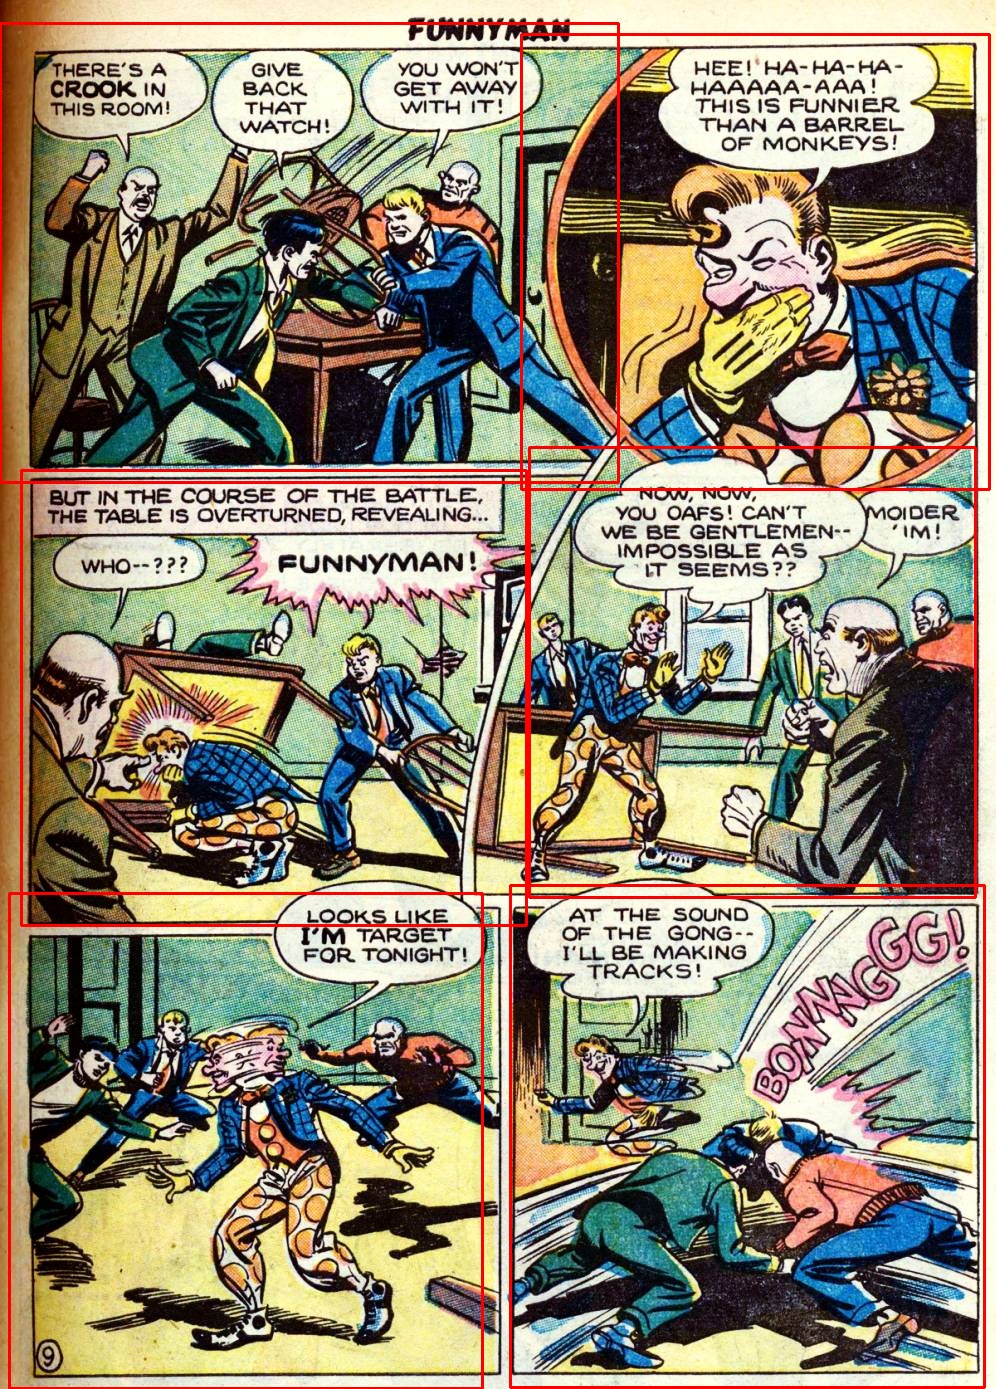 FUNNYMAN
THERE'S A
CROOK IN
THIS ROOM!
GIVE
BACK
THAT
WATCH!
YOU WON'T
GET AWAY
WITH IT!
HEE! HA-HA-HA-
HAAAAA-AAA!
THIS IS FUNNIER
THAN A BARREL
OF MONKEYS!
BUT IN THE COURSE OF THE BATTLE,
THE TABLE IS OVERTURNED, REVEALING...
WHO--???
FUNNYMAN!
NOW, NOW,
YOU OAFS! CAN'T
WE BE GENTLEMEN--
IMPOSSIBLE AS
IT SEEMS??
MOIDER
'IM!
LOOKS LIKE
I'M TARGET
FOR TONIGHT!
AT THE SOUND
OF THE GONG--
I'LL BE MAKING
TRACKS!
BONNNGGG!
9